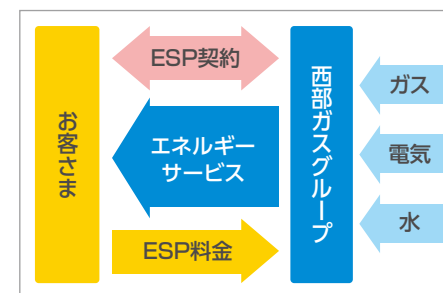 お客さま
ESP契約
エネルギー
サービス
ESP料金
西部ガスグループ
ガス
電気
水